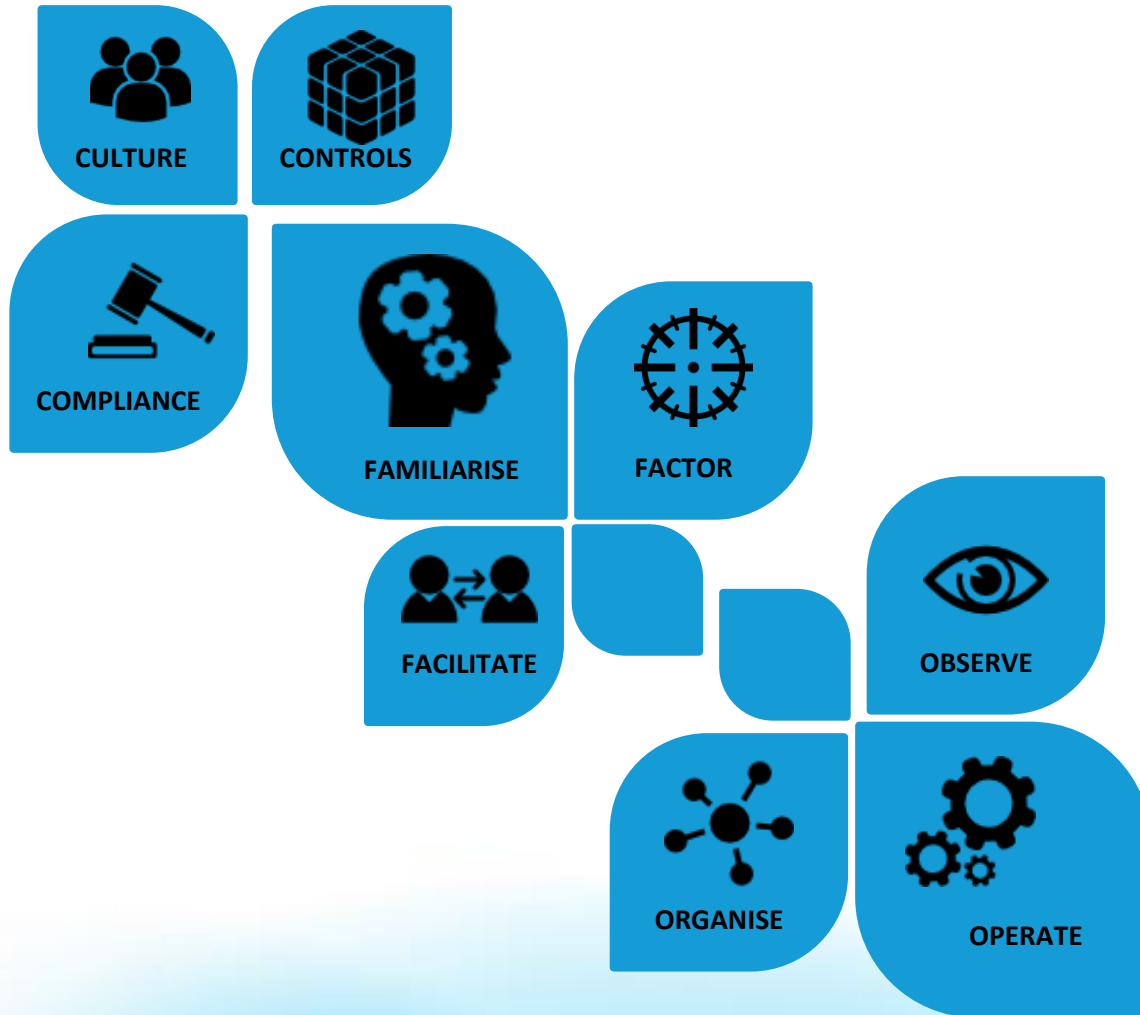 CULTURE
CONTROLS
COMPLIANCE
FAMILIARISE
FACTOR
FACILITATE
OBSERVE
ORGANISE
OPERATE